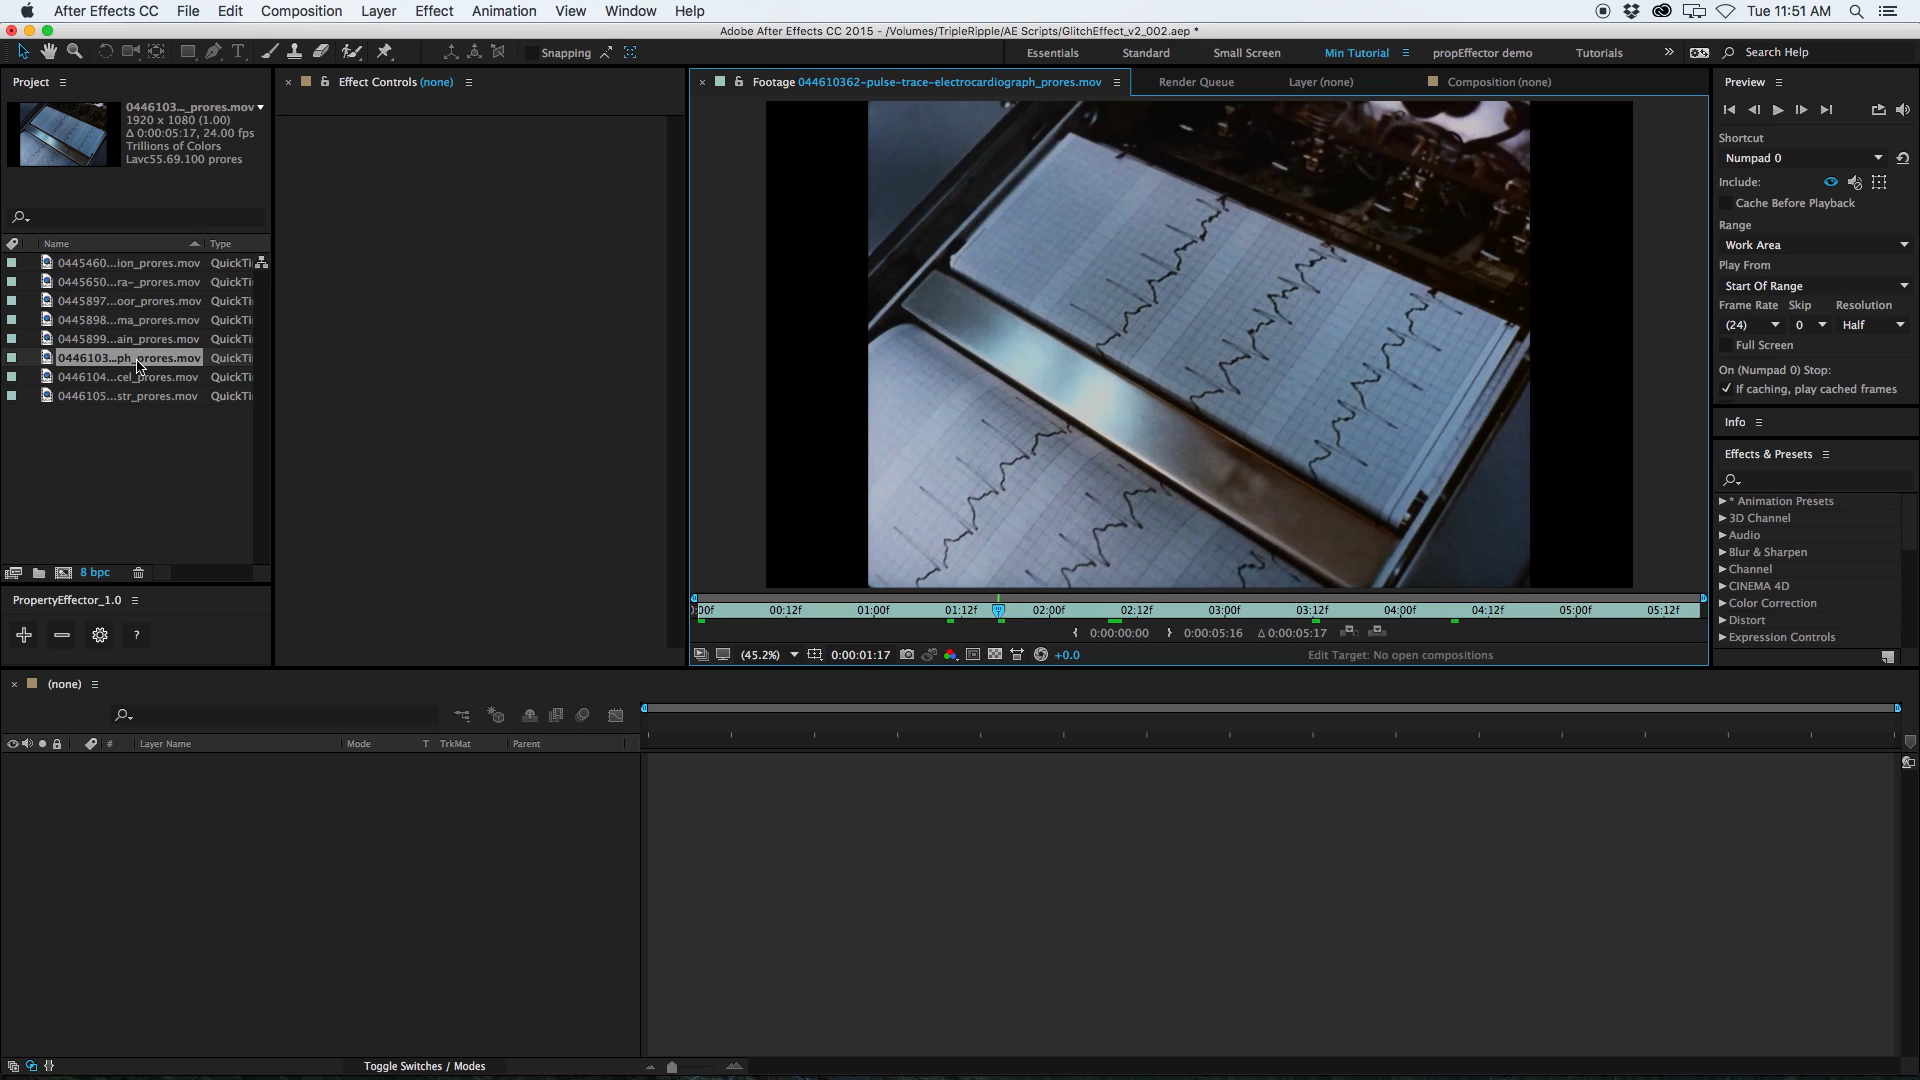 After Effects CC File Edit Composition Layer Effect Animation View Window Help Tue 11:51 AM
Adobe After Effects CC 2015 - /Volumes/TripleRipple/AE Scripts/GlitchEffect_v2_002.aep *
Snapping Essentials Standard Small Screen Min Tutorial propEffector demo Tutorials » Search Help
Project
0446103..._prores.mov
1920 x 1080 (1.00)
Δ 0:00:05:17, 24.00 fps
Trillions of Colors
Lavc55.69.100 prores
Name Type
0445460...ion_prores.mov QuickTi
0445650...ra-_prores.mov QuickTi
0445897...oor_prores.mov QuickTi
0445898...ma_prores.mov QuickTi
0445899...ain_prores.mov QuickTi
0446103...ph_prores.mov QuickTi
0446104...cel_prores.mov QuickTi
0446105...str_prores.mov QuickTi
8 bpc
PropertyEffector_1.0
?
Effect Controls (none)
Footage 044610362-pulse-trace-electrocardiograph_prores.mov Render Queue Layer (none) Composition (none)
):00f 00:12f 01:00f 01:12f 02:00f 02:12f 03:00f 03:12f 04:00f 04:12f 05:00f 05:12f
{ 0:00:00:00 } 0:00:05:16 Δ 0:00:05:17
(45.2%) 0:00:01:17 +0.0 Edit Target: No open compositions
Preview
Shortcut
Numpad 0
Include:
Cache Before Playback
Range
Work Area
Play From
Start Of Range
Frame Rate Skip Resolution
(24) 0 Half
Full Screen
On (Numpad 0) Stop:
If caching, play cached frames
Info
Effects & Presets
* Animation Presets
3D Channel
Audio
Blur & Sharpen
Channel
CINEMA 4D
Color Correction
Distort
Expression Controls
(none)
# Layer Name Mode T TrkMat Parent
Toggle Switches / Modes